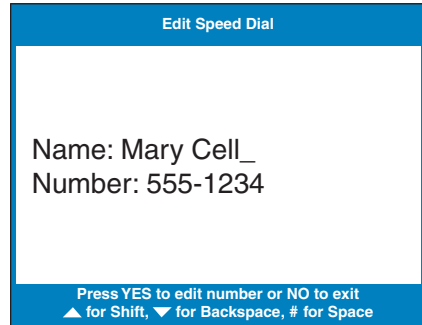 Edit Speed Dial
Name: Mary Cell_
Number: 555-1234
Press YES to edit number or NO to exit
▲ for Shift, ▼ for Backspace, # for Space